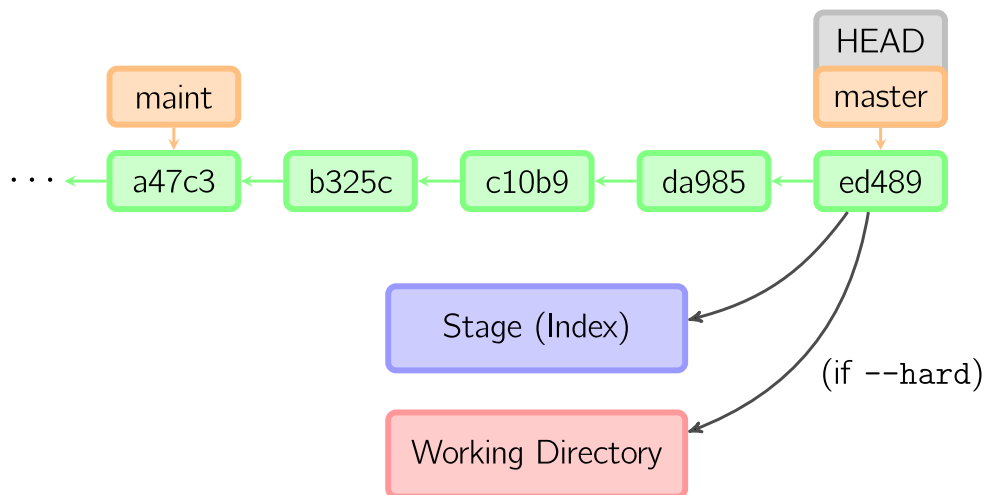 HEAD
maint
master
··· a47c3 b325c c10b9 da985 ed489
Stage (Index)
(if --hard)
Working Directory